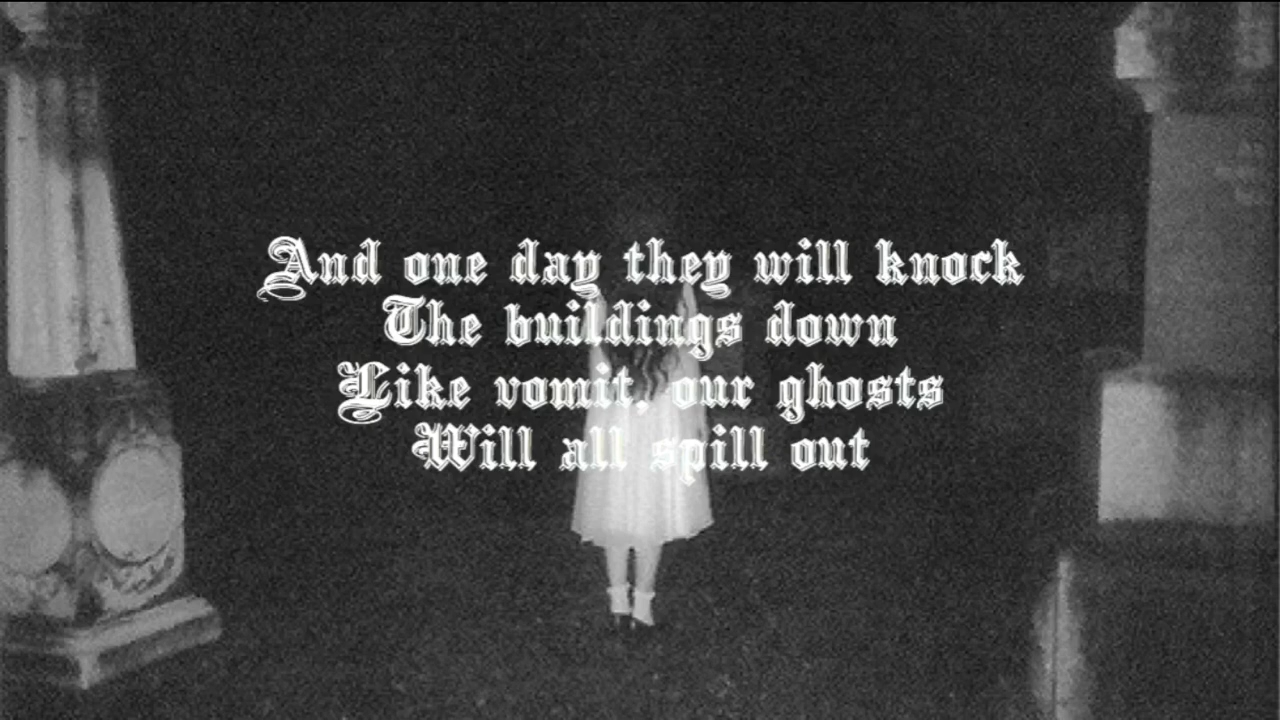 And one day they will knock
The buildings down
Like vomit, our ghosts
Will all spill out